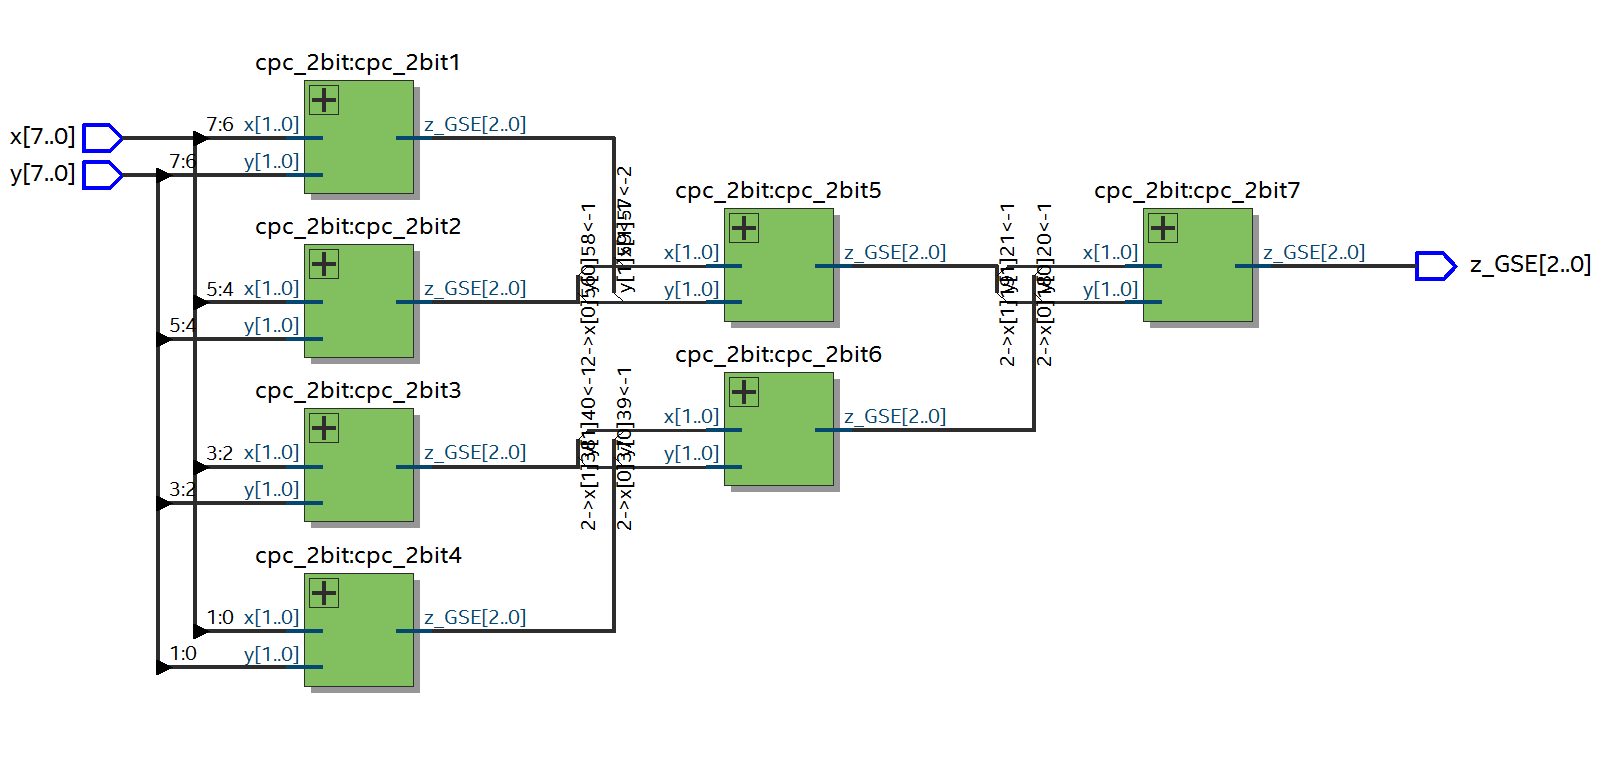 x[7..0]
y[7..0]
cpc_2bit:cpc_2bit1
7:6
x[1..0]
7:6
y[1..0]
z_GSE[2..0]
cpc_2bit:cpc_2bit2
5:4
x[1..0]
5:4
y[1..0]
z_GSE[2..0]
cpc_2bit:cpc_2bit3
3:2
x[1..0]
3:2
y[1..0]
z_GSE[2..0]
cpc_2bit:cpc_2bit4
1:0
x[1..0]
1:0
y[1..0]
z_GSE[2..0]
cpc_2bit:cpc_2bit5
x[1..0]
y[1..0]
z_GSE[2..0]
cpc_2bit:cpc_2bit6
x[1..0]
y[1..0]
z_GSE[2..0]
cpc_2bit:cpc_2bit7
x[1..0]
y[1..0]
z_GSE[2..0]
z_GSE[2..0]